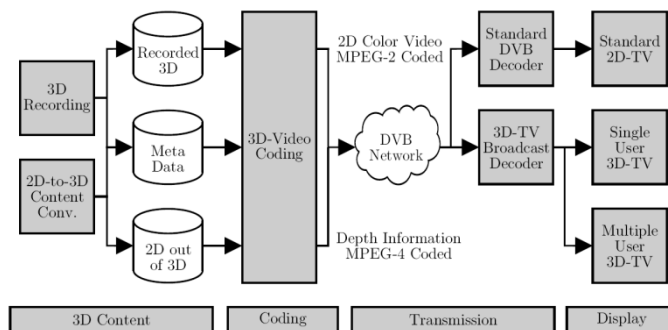 3D
Recording
2D-to-3D
Content
Conv.
Recorded
3D
Meta
Data
2D out
of 3D
3D-Video
Coding
2D Color Video
MPEG-2 Coded
DVB
Network
Depth Information
MPEG-4 Coded
Standard
DVB
Decoder
3D-TV
Broadcast
Decoder
Standard
2D-TV
Single
User
3D-TV
Multiple
User
3D-TV
3D Content
Coding
Transmission
Display